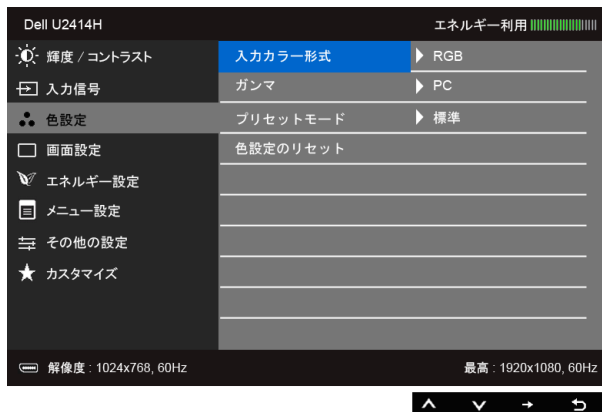 Dell U2414H エネルギー利用
輝度 / コントラスト 入力カラー形式 RGB
入力信号 ガンマ PC
色設定 プリセットモード 標準
画面設定 色設定のリセット
エネルギー設定
メニュー設定
その他の設定
カスタマイズ
解像度 : 1024x768, 60Hz 最高 : 1920x1080, 60Hz